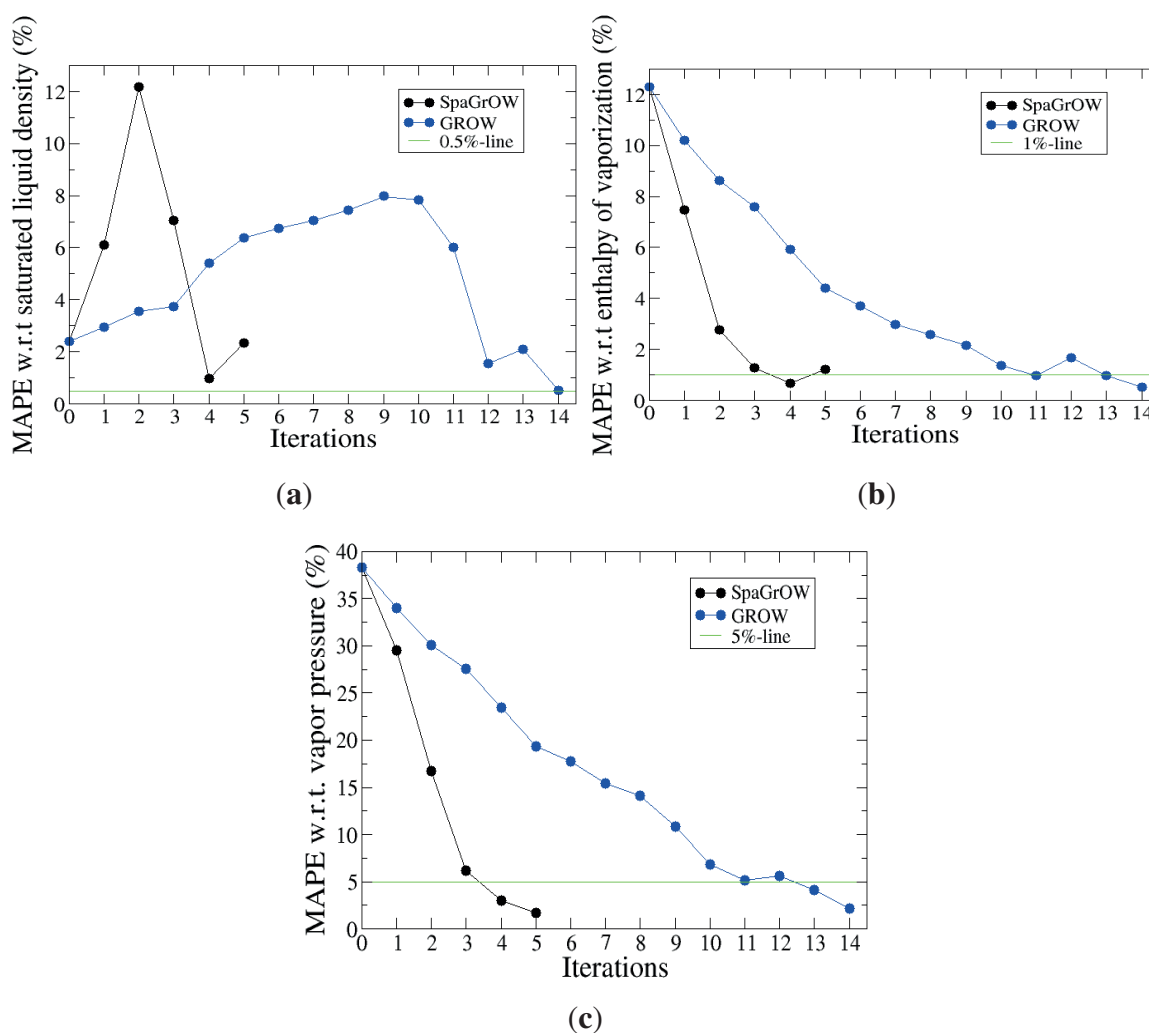 MAPE w.r.t saturated liquid density (%)
12
10
8
6
4
2
0
SpaGrOW
GROW
0.5%-line
0 1 2 3 4 5 6 7 8 9 10 11 12 13 14
Iterations
(a)
MAPE w.r.t enthalpy of vaporization (%)
12
10
8
6
4
2
0
SpaGrOW
GROW
1%-line
0 1 2 3 4 5 6 7 8 9 10 11 12 13 14
Iterations
(b)
MAPE w.r.t. vapor pressure (%)
40
35
30
25
20
15
10
5
0
SpaGrOW
GROW
5%-line
0 1 2 3 4 5 6 7 8 9 10 11 12 13 14
Iterations
(c)